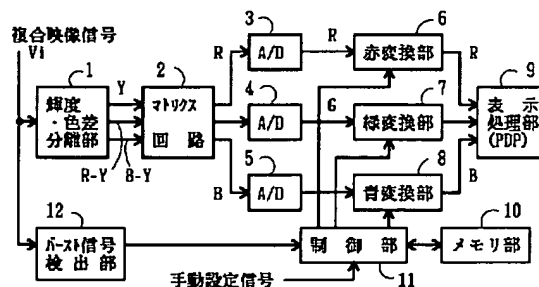 複合映像信号
Vi
1
輝度
・色差
分離部
Y
R-Y
B-Y
2
マトリクス
回路
R
B
3
A/D
R
4
A/D
G
5
A/D
6
赤変換部
R
7
緑変換部
8
青変換部
B
9
表示
処理部
(PDP)
12
バースト信号
検出部
制御部
11
手動設定信号
10
メモリ部